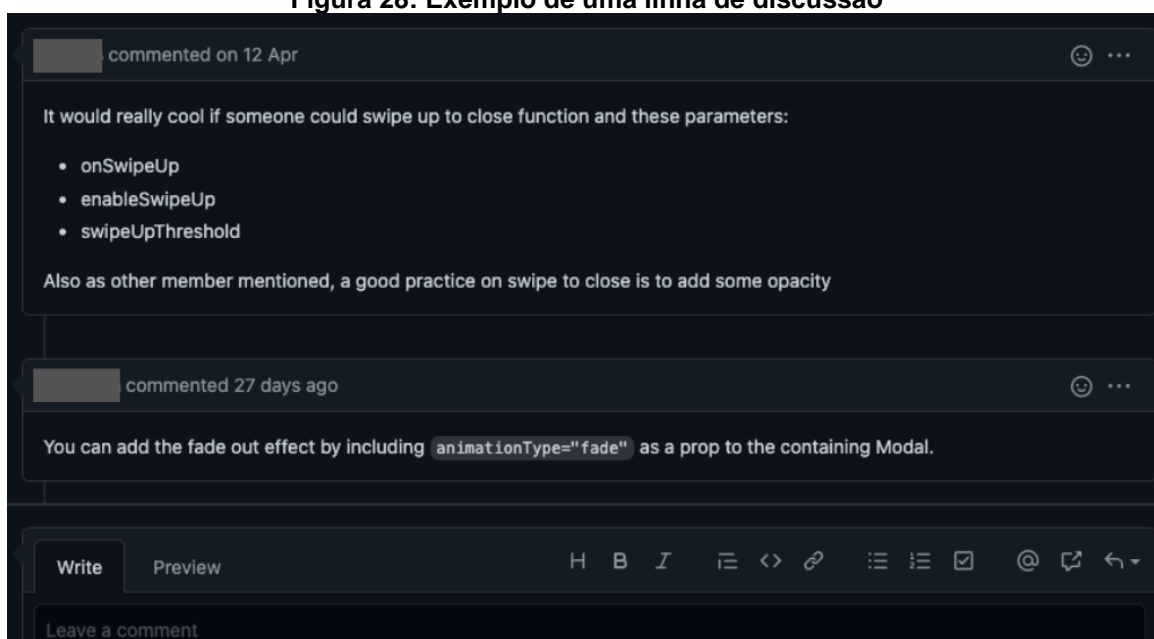 Figura 28: Exemplo de uma linha de discussão
commented on 12 Apr
It would really cool if someone could swipe up to close function and these parameters:
• onSwipeUp
• enableSwipeUp
• swipeUpThreshold
Also as other member mentioned, a good practice on swipe to close is to add some opacity
commented 27 days ago
You can add the fade out effect by including animationType="fade" as a prop to the containing Modal.
Write Preview
Leave a comment